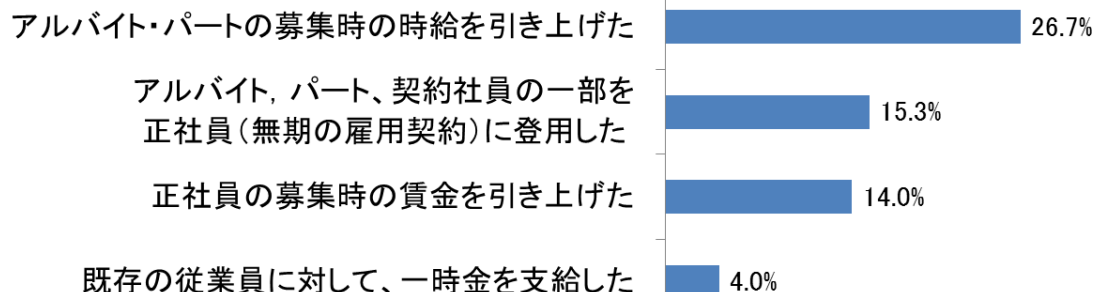 アルバイト・パートの募集時の時給を引き上げた 26.7%
アルバイト，パート、契約社員の一部を
正社員（無期の雇用契約）に登用した 15.3%
正社員の募集時の賃金を引き上げた 14.0%
既存の従業員に対して、一時金を支給した 4.0%